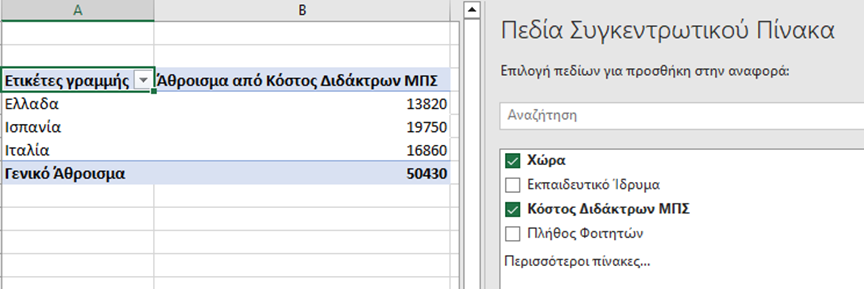 A B
Ετικέτες γραμμής Άθροισμα από Κόστος Διδάκτρων ΜΠΣ
Ελλαδα 13820
Ισπανία 19750
Ιταλία 16860
Γενικό Άθροισμα 50430
Πεδία Συγκεντρωτικού Πίνακα
Επιλογή πεδίων για προσθήκη στην αναφορά:
Αναζήτηση
Χώρα
Εκπαιδευτικό Ίδρυμα
Κόστος Διδάκτρων ΜΠΣ
Πλήθος Φοιτητών
Περισσότεροι πίνακες...